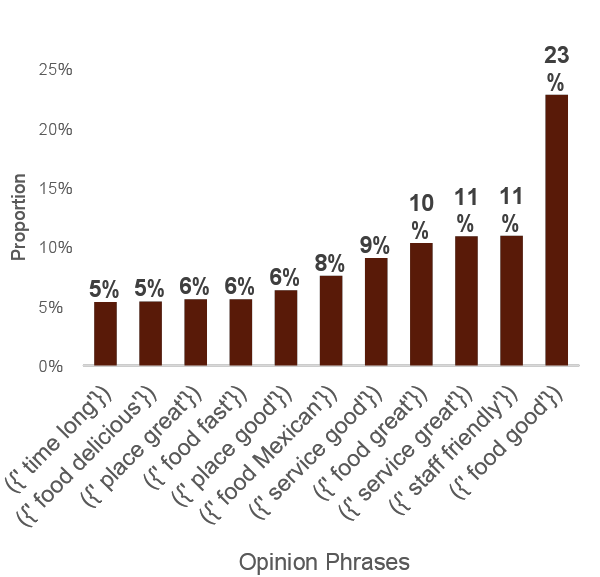 25%
20%
15%
10%
5%
0%
Proportion
5%
5%
6%
6%
6%
8%
9%
10
%
11
%
11
%
23
%
({' time long'})
({' food delicious'})
({' place great'})
({' food fast'})
({' place good'})
({' food Mexican'})
({' service good'})
({' food great'})
({' service great'})
({' staff friendly'})
({' food good'})
Opinion Phrases